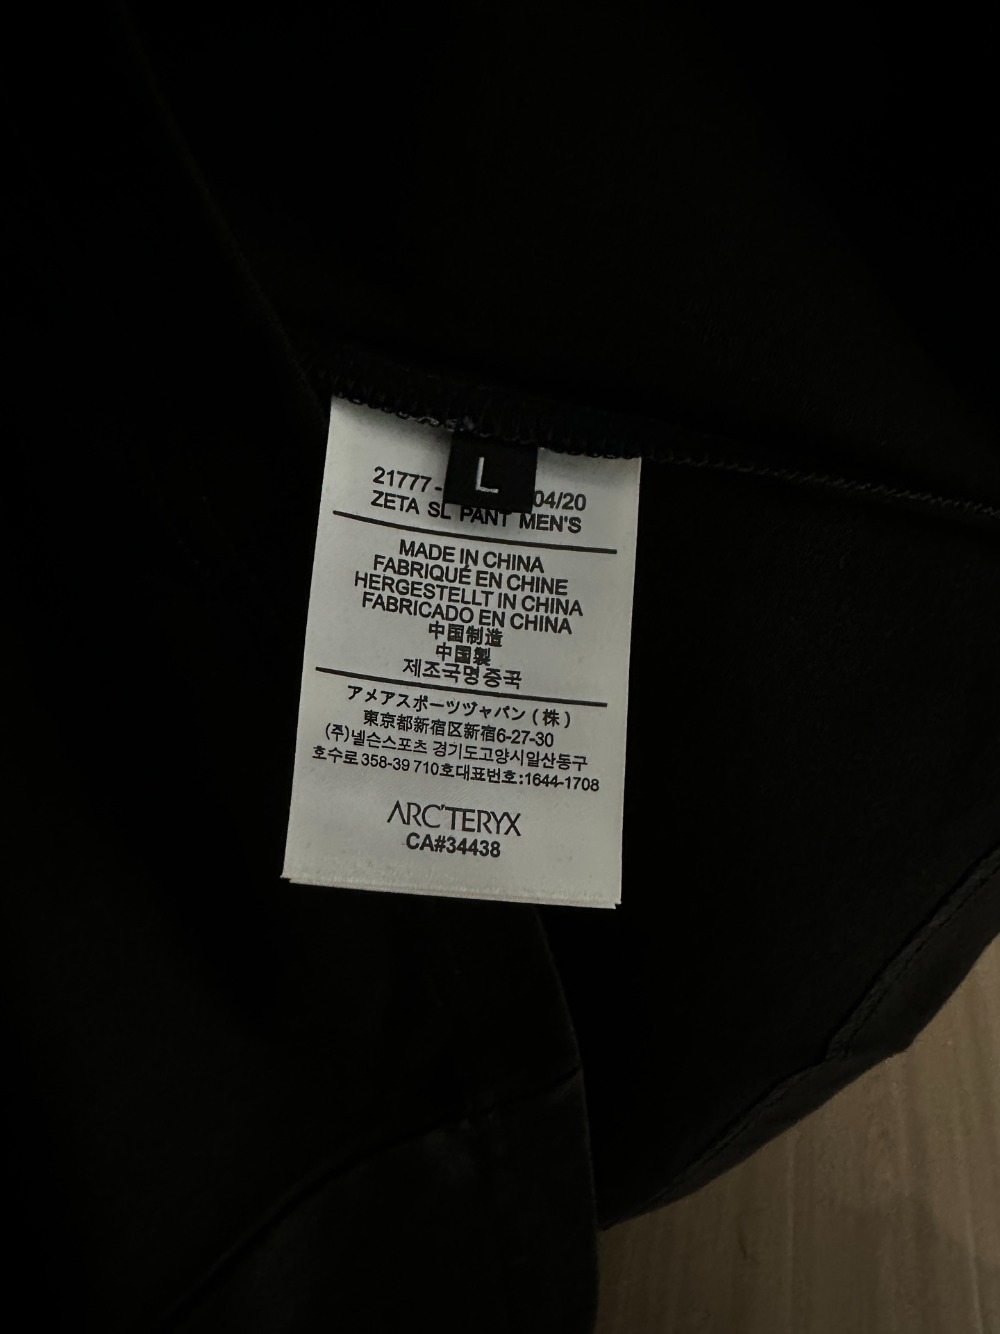 L
21777- 04/20
ZETA SL PANT MEN'S
MADE IN CHINA
FABRIQUÉ EN CHINE
HERGESTELLT IN CHINA
FABRICADO EN CHINA
中国制造
中国製
제조국명중국
アメアスポーツヅャパン(株)
東京都新宿区新宿6-27-30
(주)넬슨스포츠 경기도고양시일산동구
호수로358-39 710호대표번호:1644-1708
ARC'TERYX
CA#34438